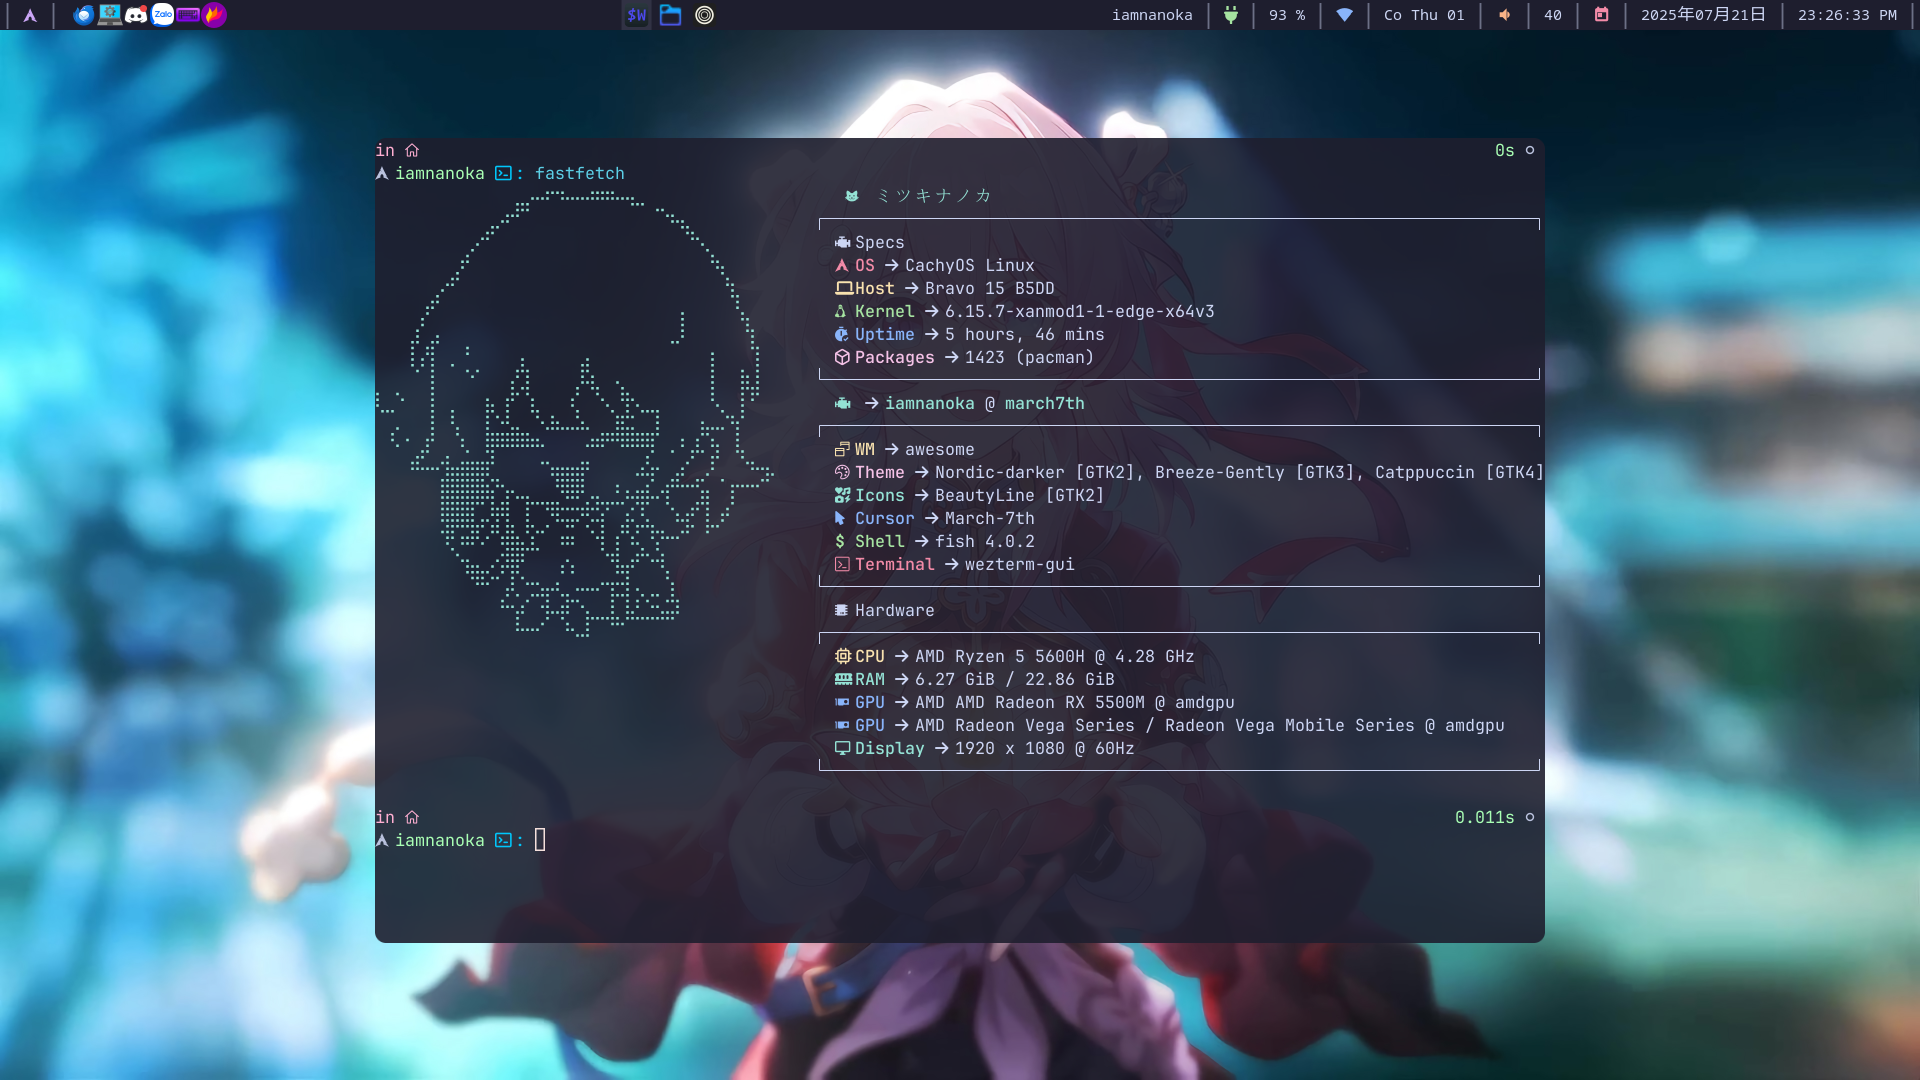 Zalo
$W
iamnanoka
93 %
Co Thu 01
40
2025年07月21日
23:26:33 PM
in
0s
iamnanoka : fastfetch
ミツキナノカ
Specs
OS → CachyOS Linux
Host → Bravo 15 B5DD
Kernel → 6.15.7-xanmod1-1-edge-x64v3
Uptime → 5 hours, 46 mins
Packages → 1423 (pacman)
→ iamnanoka @ march7th
WM → awesome
Theme → Nordic-darker [GTK2], Breeze-Gently [GTK3], Catppuccin [GTK4]
Icons → BeautyLine [GTK2]
Cursor → March-7th
$ Shell → fish 4.0.2
Terminal → wezterm-gui
Hardware
CPU → AMD Ryzen 5 5600H @ 4.28 GHz
RAM → 6.27 GiB / 22.86 GiB
GPU → AMD AMD Radeon RX 5500M @ amdgpu
GPU → AMD Radeon Vega Series / Radeon Vega Mobile Series @ amdgpu
Display → 1920 x 1080 @ 60Hz
in
0.011s
iamnanoka :